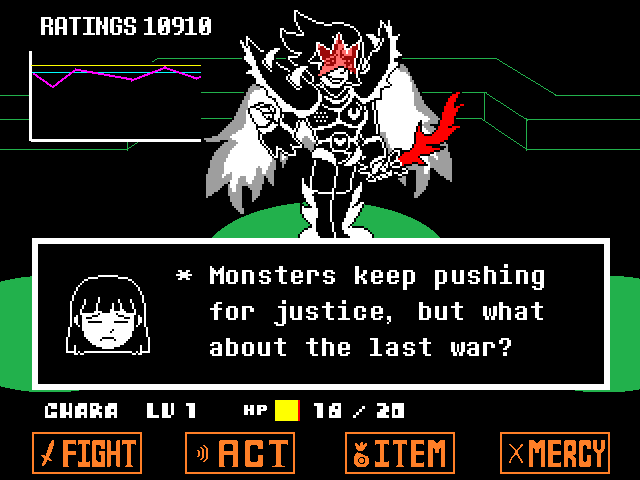 RATINGS 10910
* Monsters keep pushing
for justice, but what
about the last war?
CHARA LV 1 HP 18 / 20
FIGHT ACT ITEM MERCY